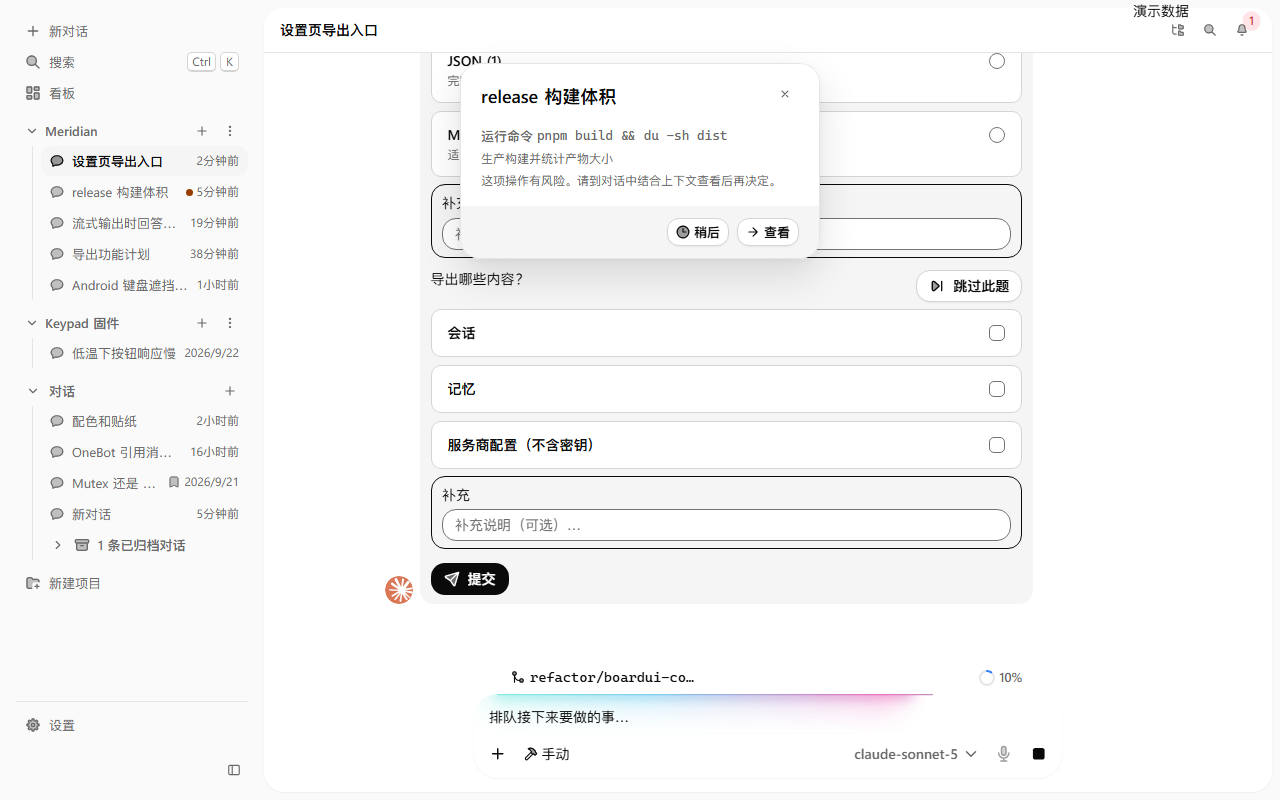 新对话
搜索
Ctrl K
看板
Meridian
设置页导出入口 2分钟前
release 构建体积 5分钟前
流式输出时回答... 19分钟前
导出功能计划 38分钟前
Android 键盘遮挡... 1小时前
Keypad 固件
低温下按钮响应慢 2026/9/22
对话
配色和贴纸 2小时前
OneBot 引用消... 16小时前
Mutex 还是 ... 2026/9/21
新对话 5分钟前
1 条已归档对话
新建项目
设置
设置页导出入口
演示数据
1
JSON (1)
release 构建体积
运行命令 pnpm build && du -sh dist
生产构建并统计产物大小
这项操作有风险。请到对话中结合上下文查看后再决定。
稍后
查看
导出哪些内容?
跳过此题
会话
记忆
服务商配置（不含密钥）
补充
补充说明（可选）...
提交
refactor/boardui-co...
10%
排队接下来要做的事...
手动
claude-sonnet-5